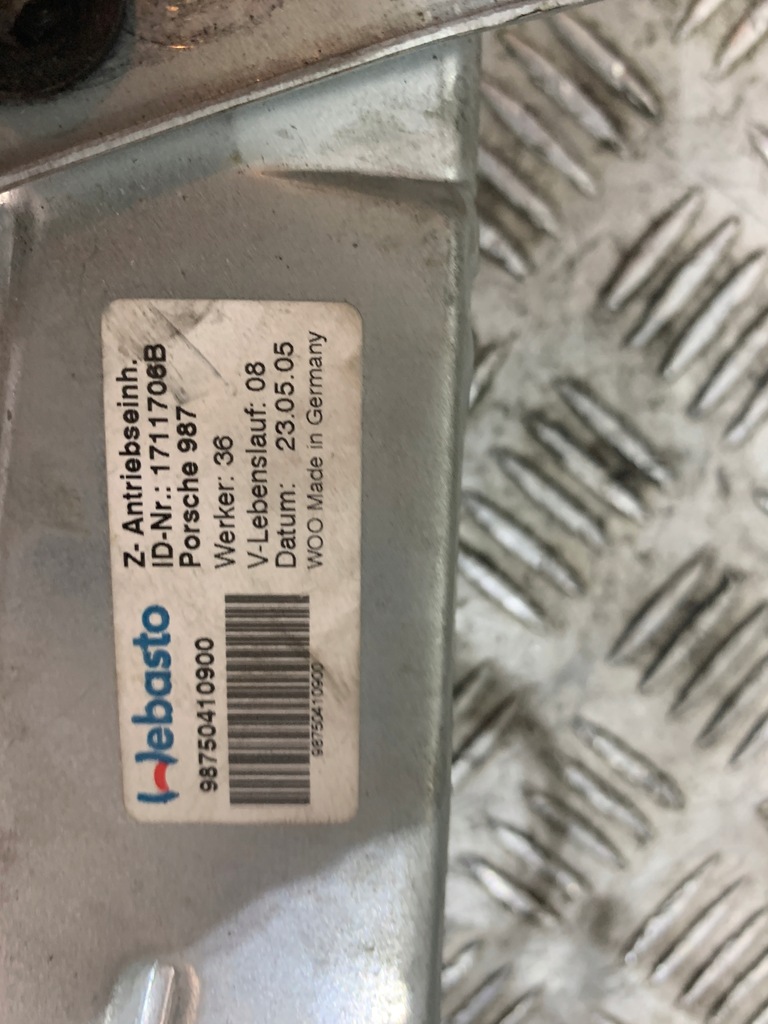 Webasto
98750410900
98750410900
Z- Antriebseinh.
ID-Nr.: 1711706B
Porsche 987
Werker: 36
V-Lebenslauf: 08
Datum: 23.05.05
WOO Made in Germany